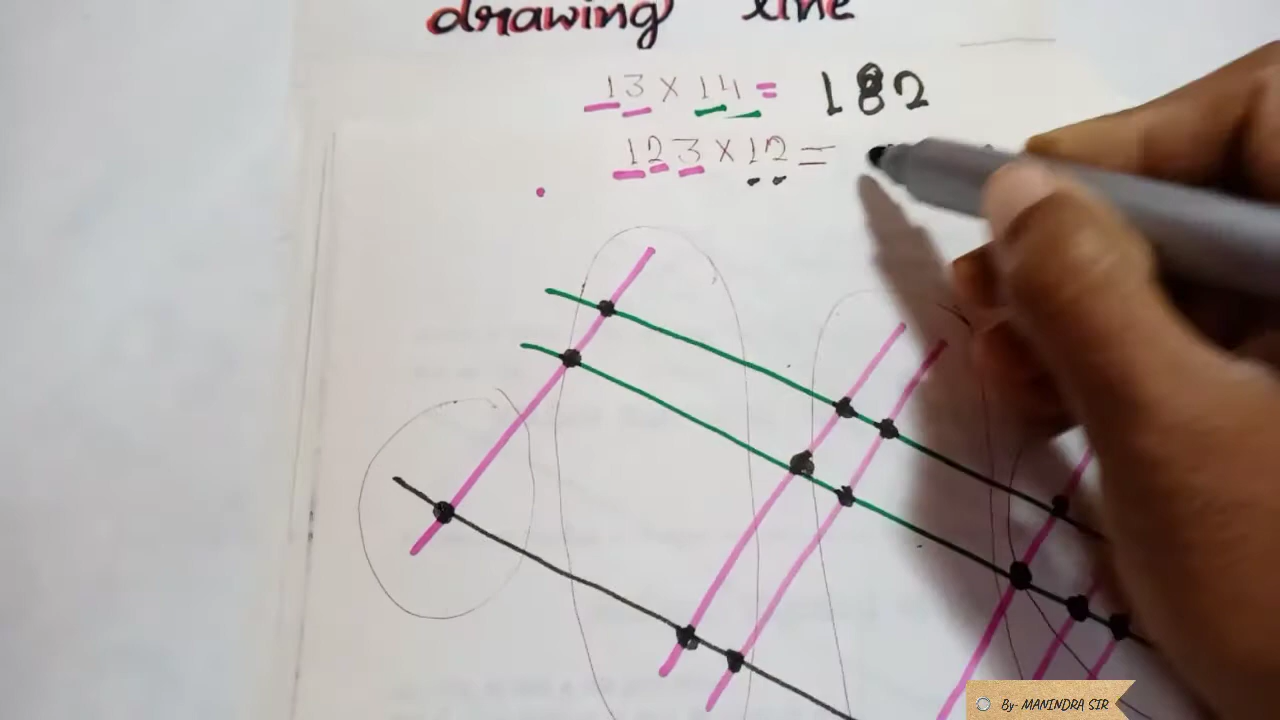 drawing line
13 x 14 = 182
123 x 12 =
By- MANINDRA SIR